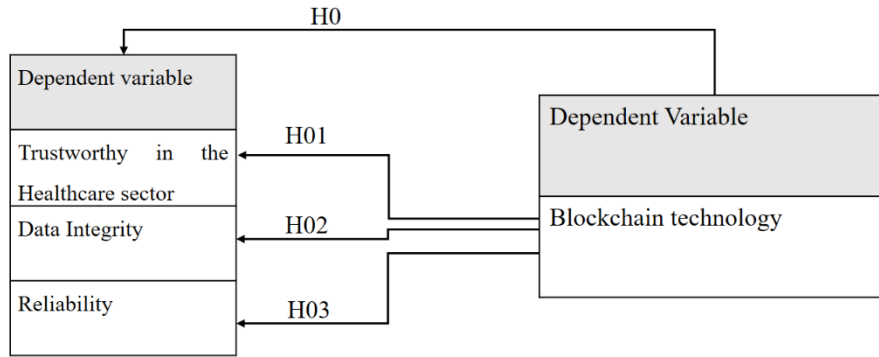 H0
Dependent variable
Trustworthy in the
Healthcare sector
Data Integrity
Reliability
H01
H02
H03
Dependent Variable
Blockchain technology